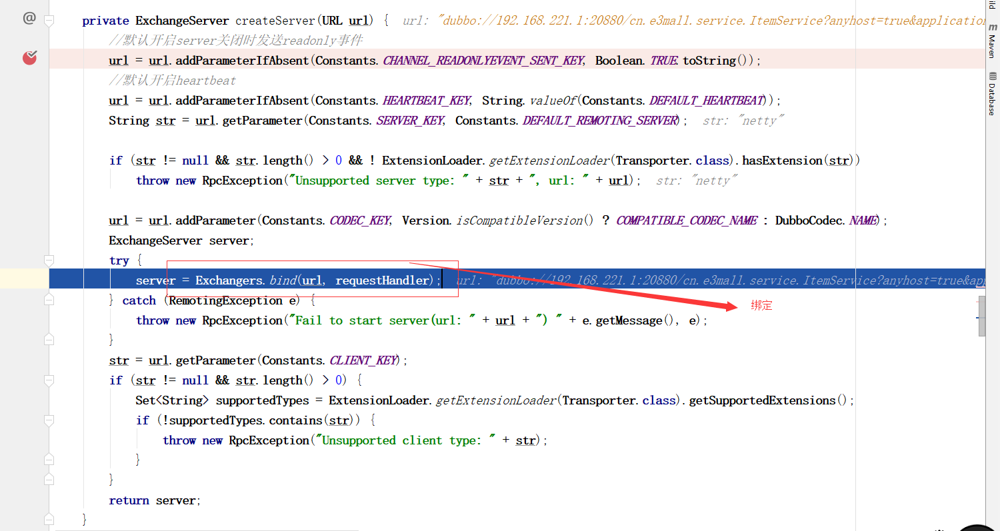 @
private ExchangeServer createServer(URL url) {  url: "dubbo://192.168.221.1:20880/cn.e3mall.service.ItemService?anyhost=true&application
//默认开启server关闭时发送readonly事件
url = url.addParameterIfAbsent(Constants.CHANNEL_READONLYEVENT_SENT_KEY, Boolean.TRUE.toString());
//默认开启heartbeat
url = url.addParameterIfAbsent(Constants.HEARTBEAT_KEY, String.valueOf(Constants.DEFAULT_HEARTBEAT));
String str = url.getParameter(Constants.SERVER_KEY, Constants.DEFAULT_REMOTING_SERVER);  str: "netty"
if (str != null && str.length() > 0 && ! ExtensionLoader.getExtensionLoader(Transporter.class).hasExtension(str))
throw new RpcException("Unsupported server type: " + str + ", url: " + url);  str: "netty"
url = url.addParameter(Constants.CODEC_KEY, Version.isCompatibleVersion() ? COMPATIBLE_CODEC_NAME : DubboCodec.NAME);
ExchangeServer server;
try {
server = Exchangers.bind(url, requestHandler);  url: "dubbo://192.168.221.1:20880/cn.e3mall.service.ItemService?anyhost=true&app
} catch (RemotingException e) {
绑定
throw new RpcException("Fail to start server(url: " + url + ") " + e.getMessage(), e);
}
str = url.getParameter(Constants.CLIENT_KEY);
if (str != null && str.length() > 0) {
Set<String> supportedTypes = ExtensionLoader.getExtensionLoader(Transporter.class).getSupportedExtensions();
if (!supportedTypes.contains(str)) {
throw new RpcException("Unsupported client type: " + str);
}
}
return server;
}
ild
m Maven
Database